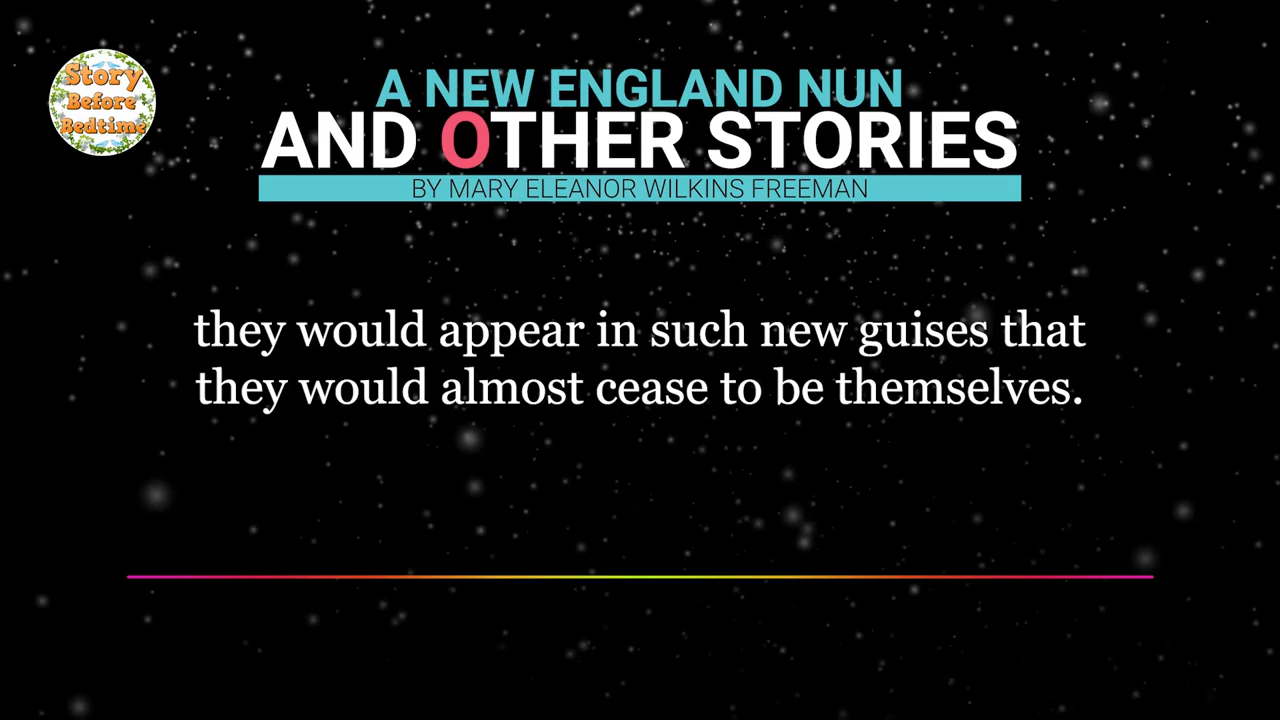 Story
Before
Bedtime
A NEW ENGLAND NUN
AND OTHER STORIES
BY MARY ELEANOR WILKINS FREEMAN
they would appear in such new guises that
they would almost cease to be themselves.